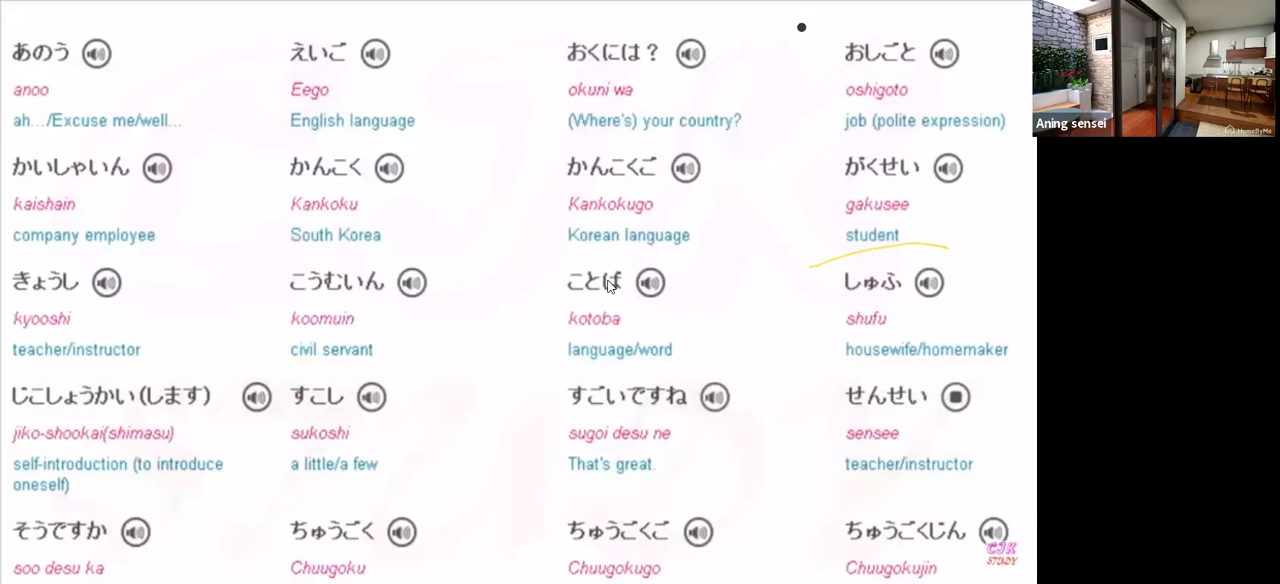 あのう えいご おくには？ おしごと
anoo Eego okuni wa oshigoto
ah.../Excuse me/well... English language (Where's) your country? job (polite expression)
かいしゃいん かんこく かんこくご がくせい
kaishain Kankoku Kankokugo gakusee
company employee South Korea Korean language student
きょうし こうむいん ことば しゅふ
kyooshi koomuin kotoba shufu
teacher/instructor civil servant language/word housewife/homemaker
じこしょうかい(します) すこし すごいですね せんせい
jiko-shookai(shimasu) sukoshi sugoi desu ne sensee
self-introduction (to introduce a little/a few That's great. teacher/instructor
oneself)
そうですか ちゅうごく ちゅうごくご ちゅうごくじん
soo desu ka Chuugoku Chuugokugo Chuugokujin
CJK
STUDY
Aning sensei
HomeByMe